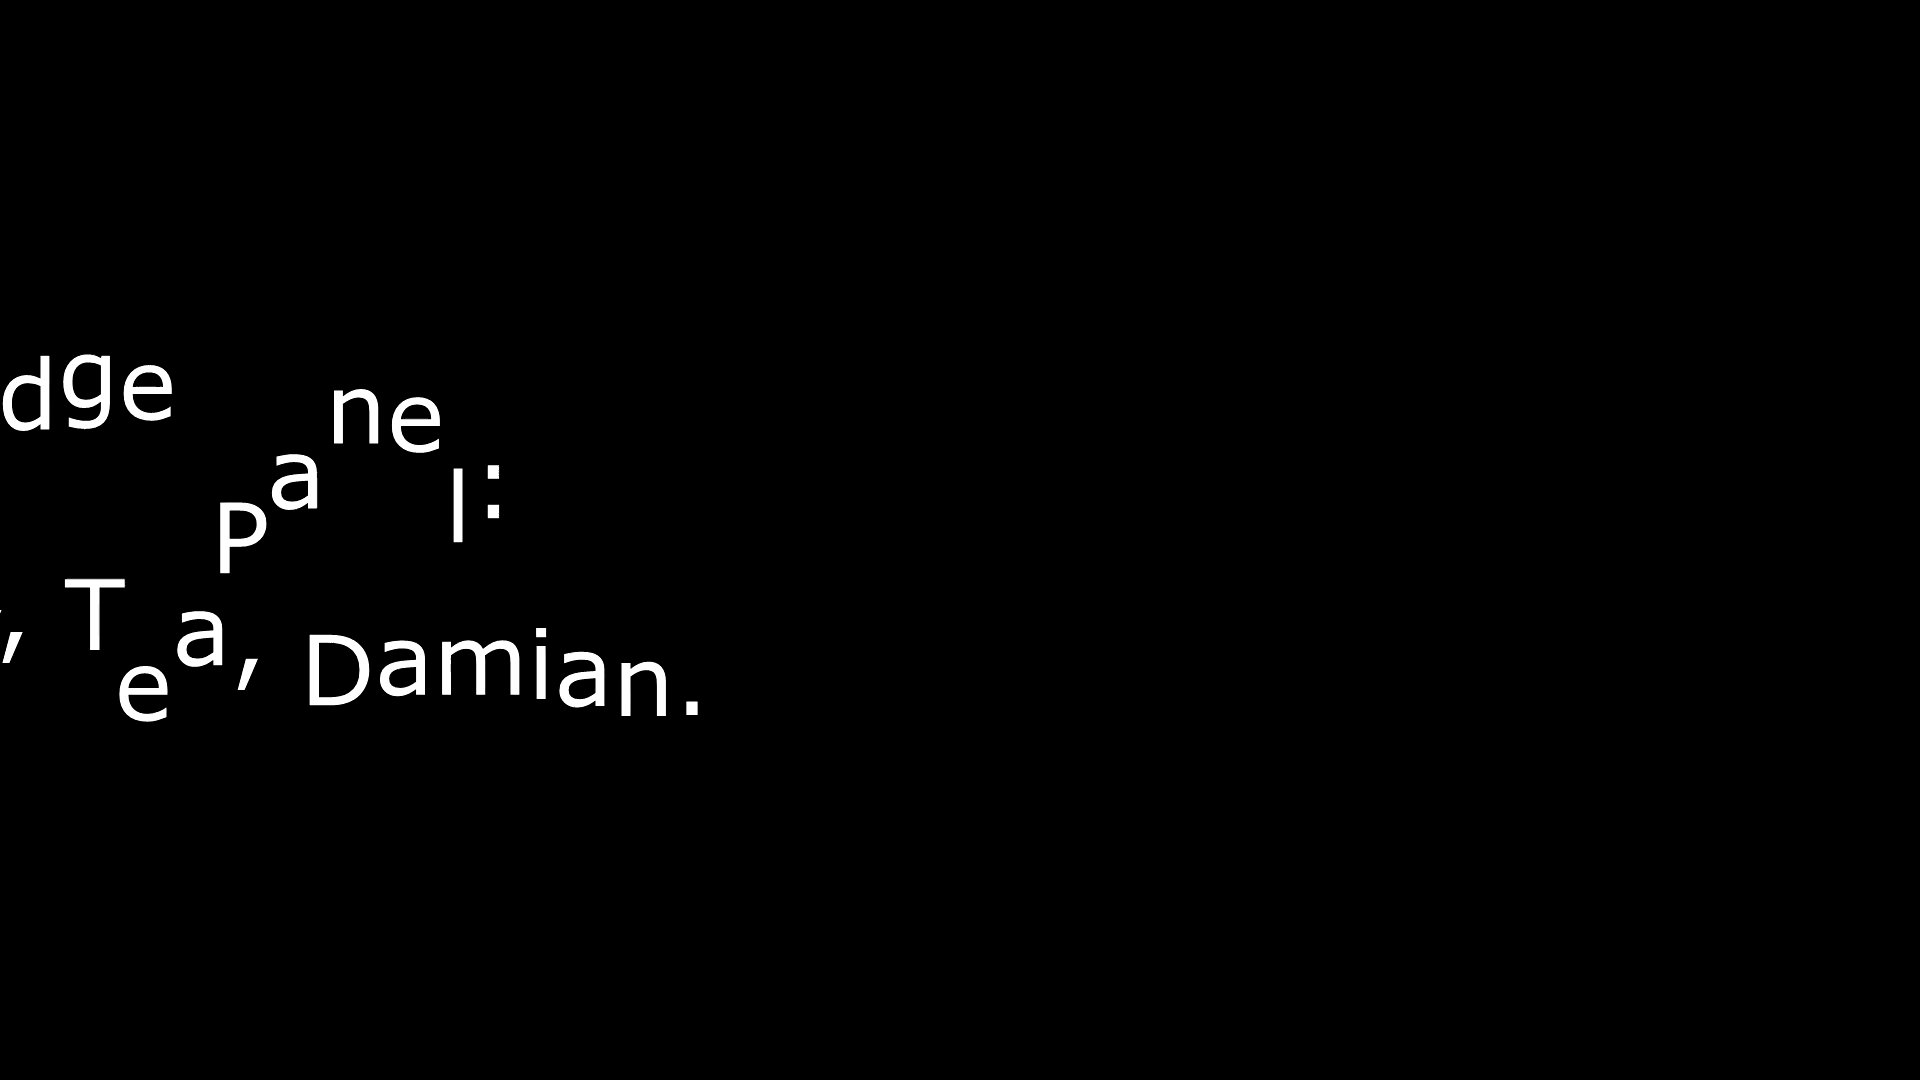 dge Panel:
, Tea, Damian.